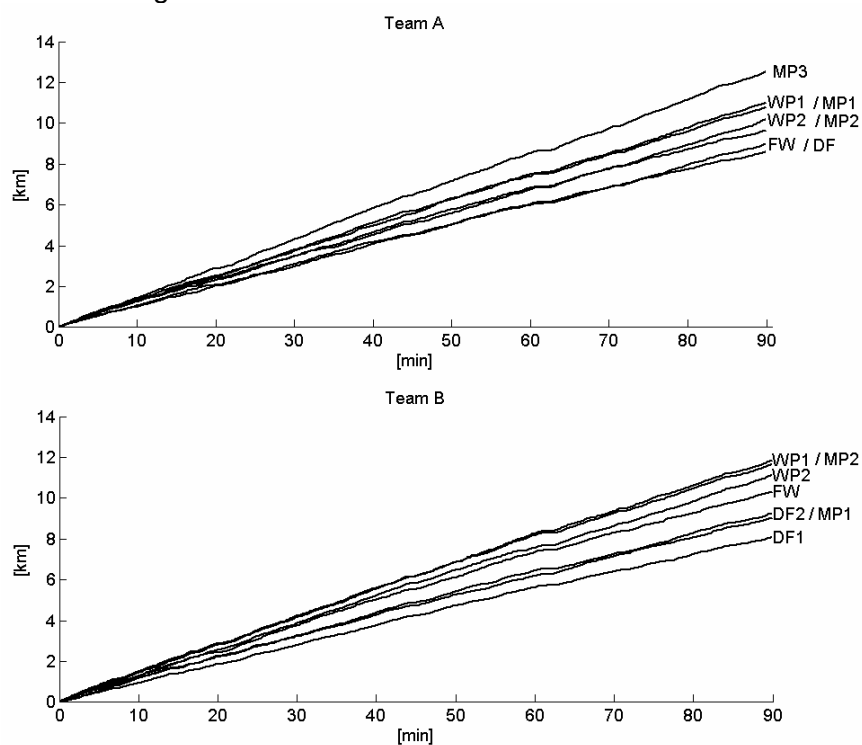 Team A
14
12
10
8
6
4
2
0
[km]
MP3
WP1 / MP1
WP2 / MP2
FW / DF
0 10 20 30 40 50 60 70 80 90
[min]
Team B
14
12
10
8
6
4
2
0
[km]
WP1 / MP2
WP2
FW
DF2 / MP1
DF1
0 10 20 30 40 50 60 70 80 90
[min]